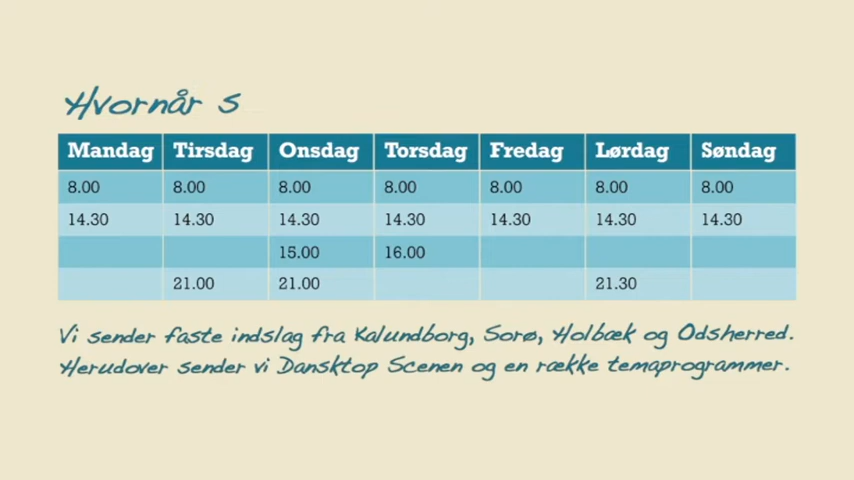 Hvornår s
Mandag Tirsdag Onsdag Torsdag Fredag Lørdag Søndag
8.00 8.00 8.00 8.00 8.00 8.00 8.00
14.30 14.30 14.30 14.30 14.30 14.30 14.30
15.00 16.00
21.00 21.00 21.30
Vi sender faste indslag fra Kalundborg, Sorø, Holbæk og Odsherred.
Herudover sender vi Dansktop Scenen og en række temaprogrammer.